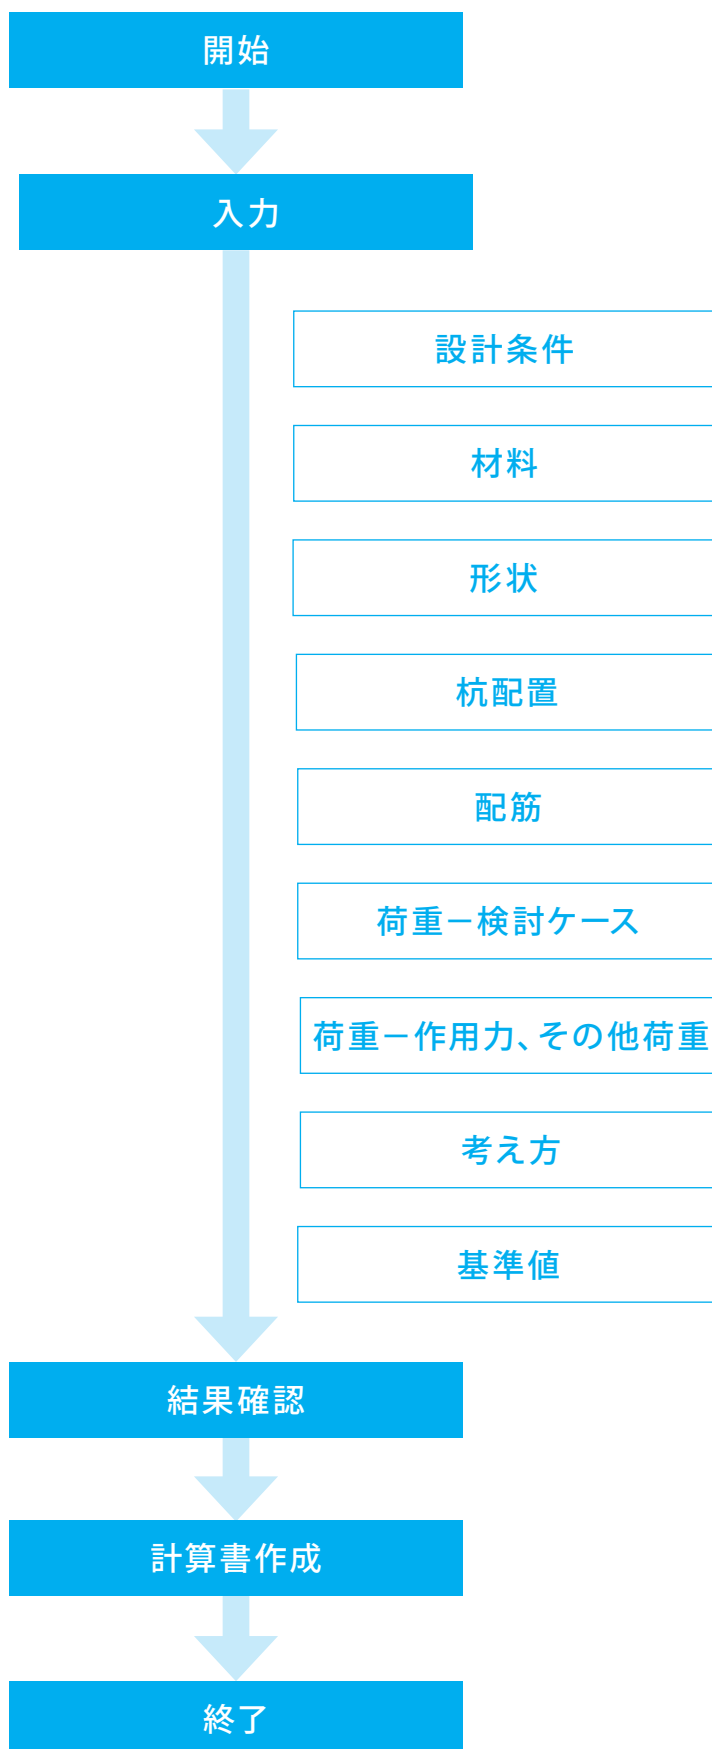 開始
入力
設計条件
材料
形状
杭配置
配筋
荷重－検討ケース
荷重－作用力、その他荷重
考え方
基準値
結果確認
計算書作成
終了